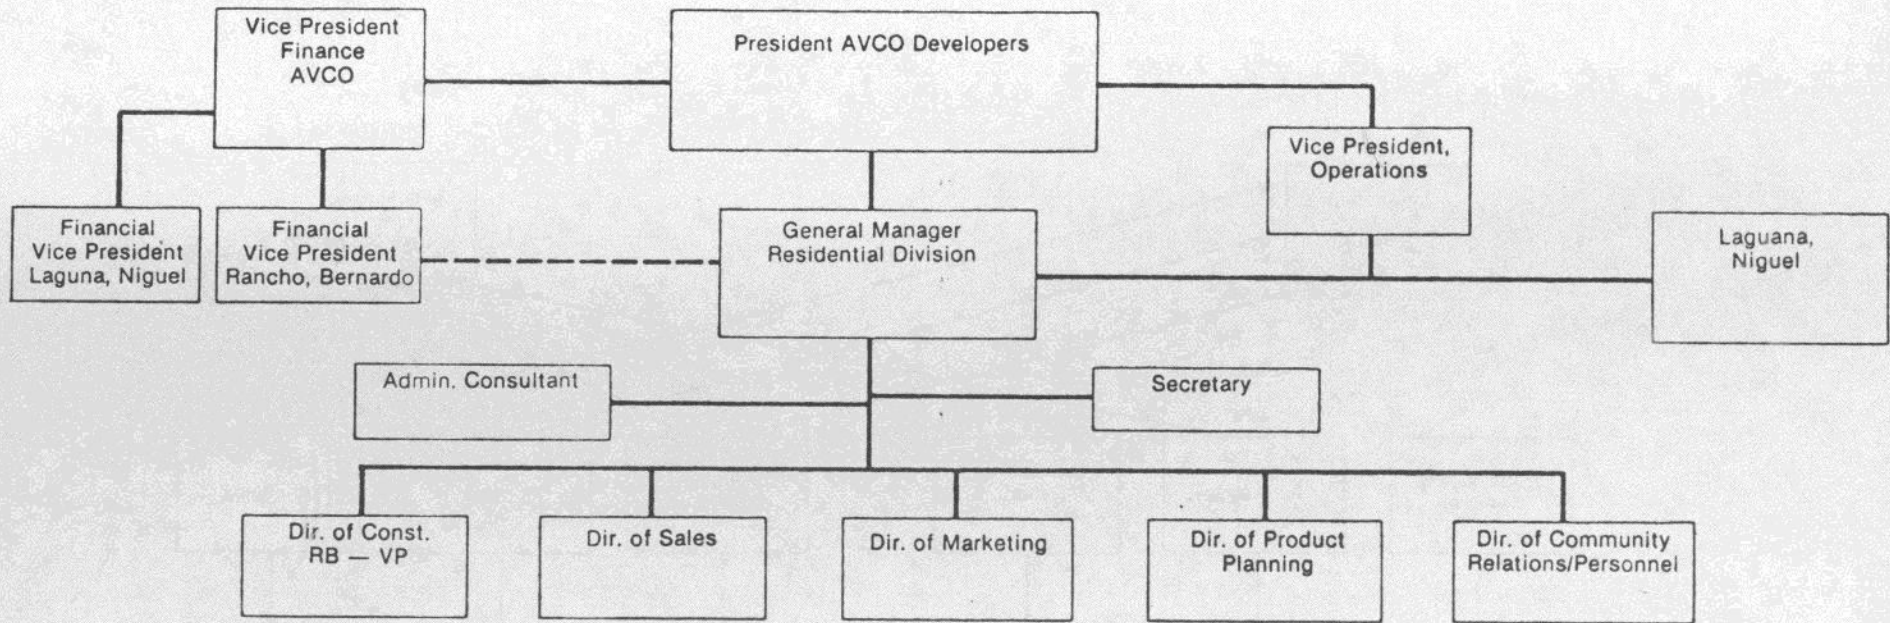 Vice President
Finance
AVCO
President AVCO Developers
Vice President,
Operations
Financial
Vice President
Laguna, Niguel
Financial
Vice President
Rancho, Bernardo
General Manager
Residential Division
Laguana,
Niguel
Admin. Consultant
Secretary
Dir. of Const.
RB — VP
Dir. of Sales
Dir. of Marketing
Dir. of Product
Planning
Dir. of Community
Relations/Personnel